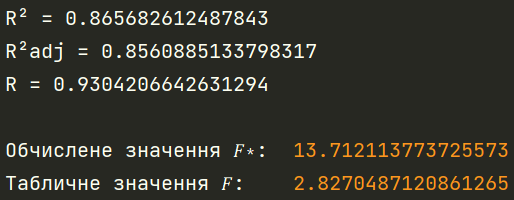 R² = 0.865682612487843
R²adj = 0.8560885133798317
R = 0.9304206642631294
Обчислене значення F*: 13.712113773725573
Табличне значення F: 2.8270487120861265